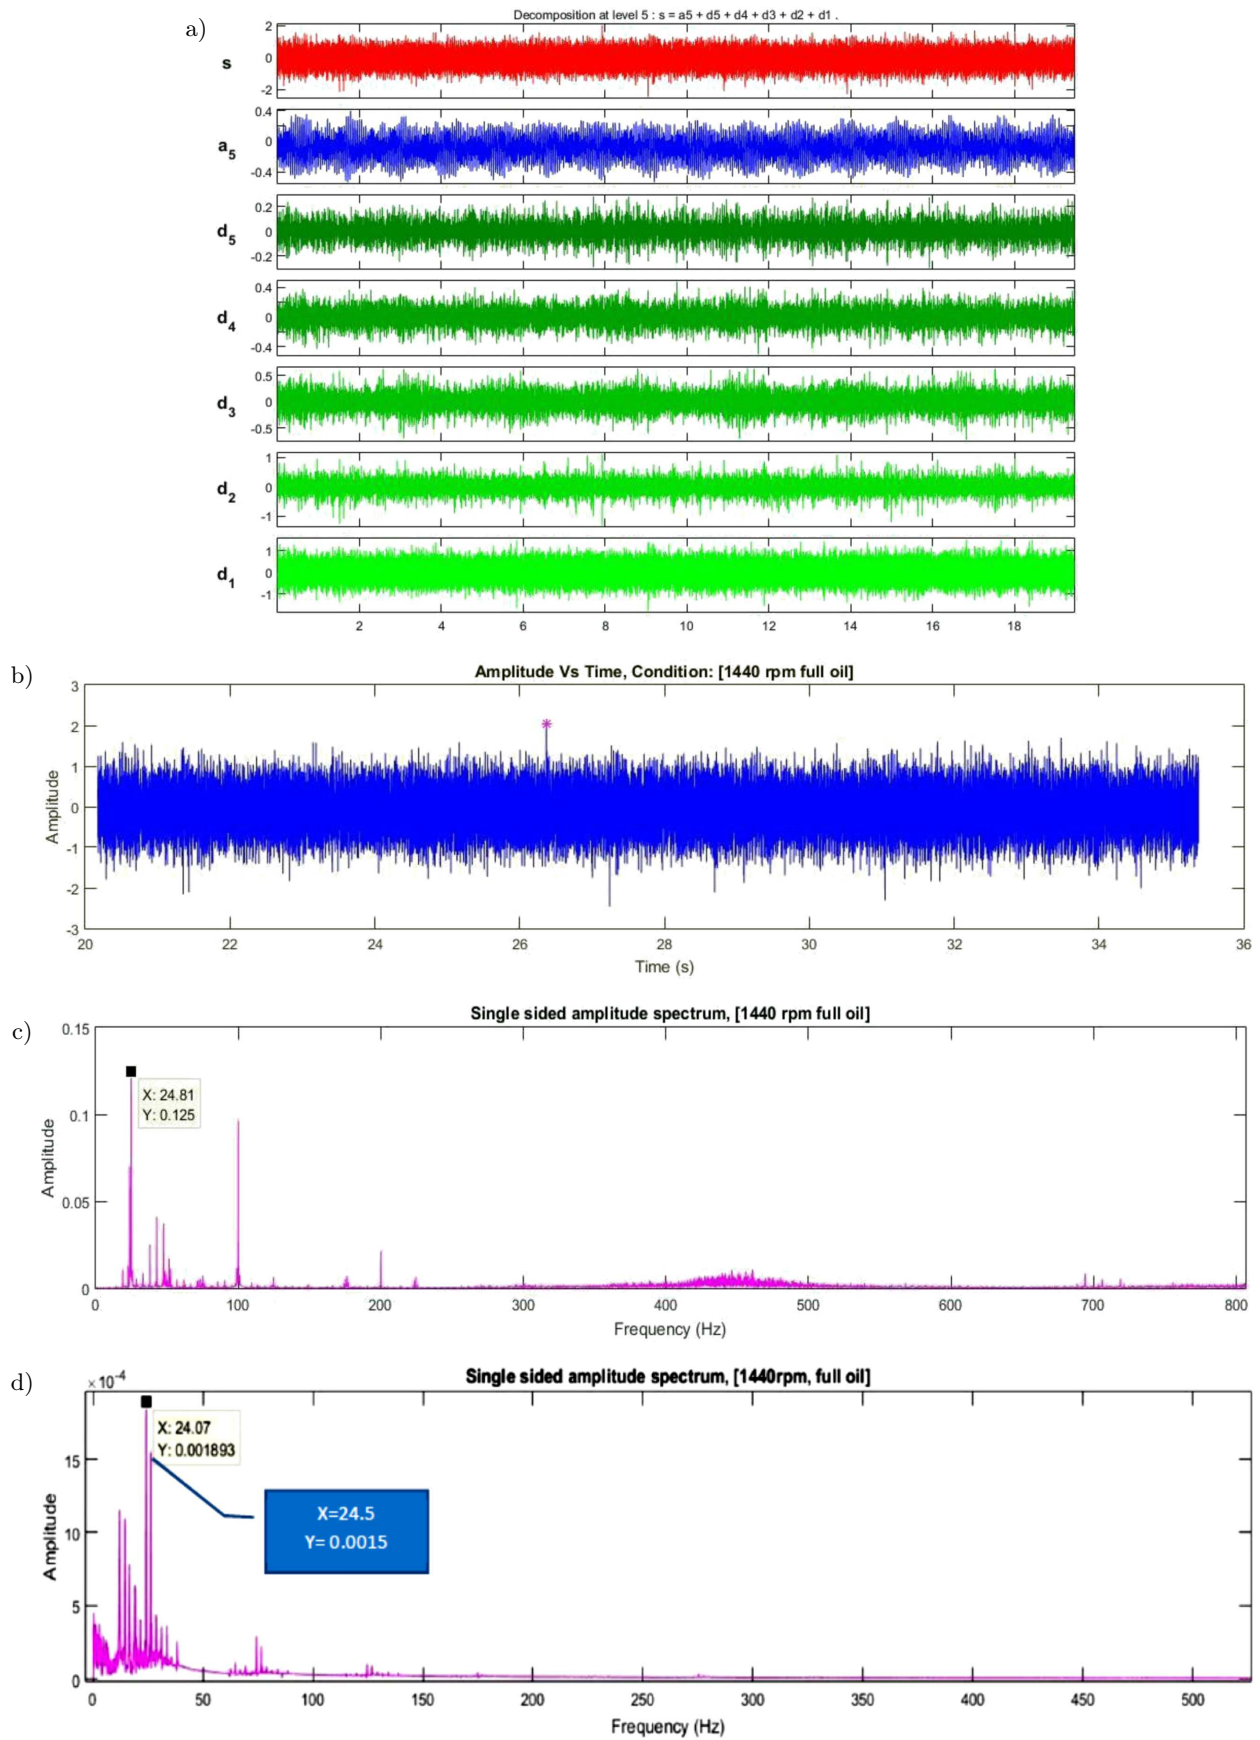 a)
Decomposition at level 5 : s = a5 + d5 + d4 + d3 + d2 + d1 .
s
2
0
-2
a5
0.4
0
-0.4
d5
0.2
0
-0.2
d4
0.4
0
-0.4
d3
0.5
0
-0.5
d2
1
0
-1
d1
1
0
-1
2 4 6 8 10 12 14 16 18
b)
Amplitude Vs Time, Condition: [1440 rpm full oil]
Amplitude
3
2
1
0
-1
-2
-3
20 22 24 26 28 30 32 34 36
Time (s)
c)
Single sided amplitude spectrum, [1440 rpm full oil]
Amplitude
0.15
0.1
0.05
0
X: 24.81
Y: 0.125
0 100 200 300 400 500 600 700 800
Frequency (Hz)
d)
Single sided amplitude spectrum, [1440rpm, full oil]
×10-4
Amplitude
15
10
5
0
X: 24.07
Y: 0.001893
X=24.5
Y= 0.0015
0 50 100 150 200 250 300 350 400 450 500
Frequency (Hz)